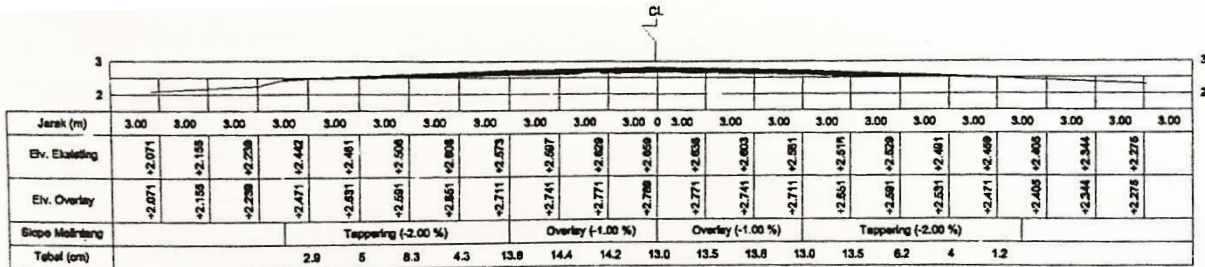 CL
3 3
2 2
Jarak (m) 3.00 3.00 3.00 3.00 3.00 3.00 3.00 3.00 3.00 3.00 3.00 0 3.00 3.00 3.00 3.00 3.00 3.00 3.00 3.00 3.00 3.00 3.00
Elv. Eksisting +2.071 +2.155 +2.239 +2.442 +2.481 +2.508 +2.608 +2.573 +2.597 +2.629 +2.659 +2.636 +2.603 +2.581 +2.516 +2.529 +2.491 +2.459 +2.405 +2.344 +2.275
Elv. Overlay +2.071 +2.155 +2.239 +2.471 +2.531 +2.591 +2.651 +2.711 +2.741 +2.771 +2.789 +2.771 +2.741 +2.711 +2.651 +2.591 +2.531 +2.471 +2.405 +2.344 +2.275
Slope Melintang Tappering (-2.00 %) Overlay (-1.00 %) Overlay (-1.00 %) Tappering (-2.00 %)
Tebal (cm) 2.9 5 8.3 4.3 13.8 14.4 14.2 13.0 13.5 13.8 13.0 13.5 6.2 4 1.2